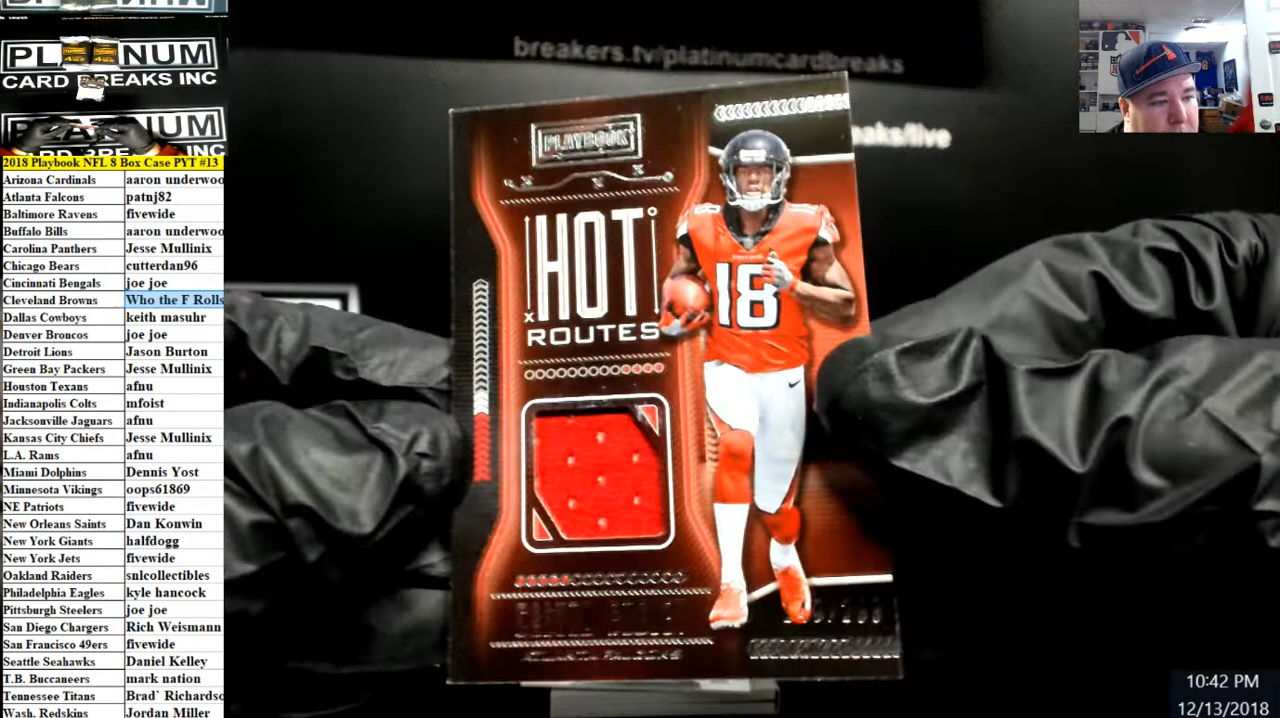 PLATINUM
CARD BREAKS INC
2018 Playbook NFL 8 Box Case PYT #13
Arizona Cardinals aaron underwoo
Atlanta Falcons patnj82
Baltimore Ravens fivewide
Buffalo Bills aaron underwoo
Carolina Panthers Jesse Mullinix
Chicago Bears cutterdan96
Cincinnati Bengals joe joe
Cleveland Browns Who the F Rolls
Dallas Cowboys keith masuhr
Denver Broncos joe joe
Detroit Lions Jason Burton
Green Bay Packers Jesse Mullinix
Houston Texans afnu
Indianapolis Colts mfoist
Jacksonville Jaguars afnu
Kansas City Chiefs Jesse Mullinix
L.A. Rams afnu
Miami Dolphins Dennis Yost
Minnesota Vikings oops61869
NE Patriots fivewide
New Orleans Saints Dan Konwin
New York Giants halfdogg
New York Jets fivewide
Oakland Raiders snlcollectibles
Philadelphia Eagles kyle hancock
Pittsburgh Steelers joe joe
San Diego Chargers Rich Weismann
San Francisco 49ers fivewide
Seattle Seahawks Daniel Kelley
T.B. Buccaneers mark nation
Tennessee Titans Brad` Richardso
Wash. Redskins Jordan Miller
breakers.tv/platinumcardbreaks
eaks/live
PLAYBOOK
HOT
ROUTES
18
ATLANTA FALCONS
10:42 PM
12/13/2018